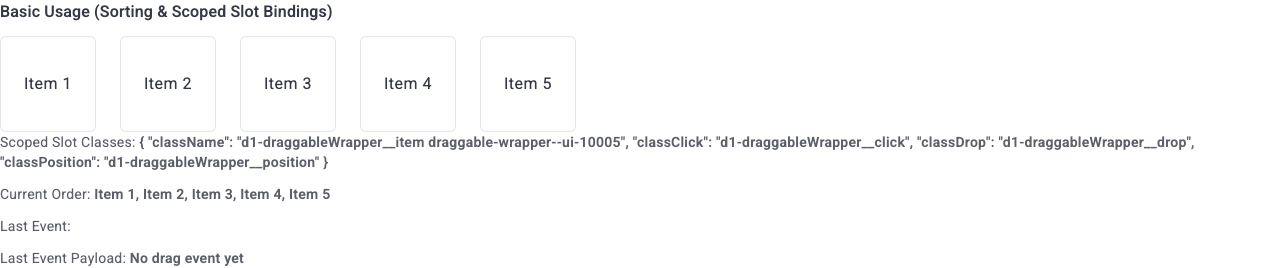 Basic Usage (Sorting & Scoped Slot Bindings)
Item 1 Item 2 Item 3 Item 4 Item 5
Scoped Slot Classes: { "className": "d1-draggableWrapper__item draggable-wrapper--ui-10005", "classClick": "d1-draggableWrapper__click", "classDrop": "d1-draggableWrapper__drop",
"classPosition": "d1-draggableWrapper__position" }
Current Order: Item 1, Item 2, Item 3, Item 4, Item 5
Last Event:
Last Event Payload: No drag event yet